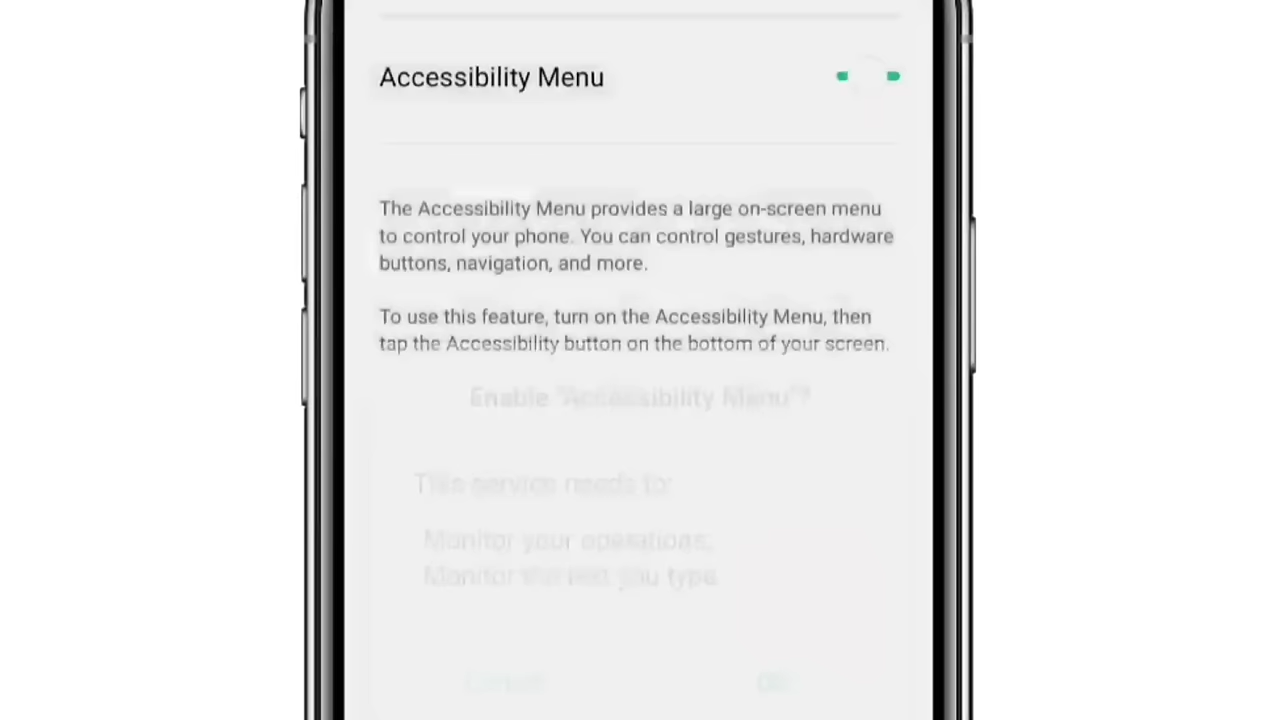 Accessibility Menu
The Accessibility Menu provides a large on-screen menu
to control your phone. You can control gestures, hardware
buttons, navigation, and more.
To use this feature, turn on the Accessibility Menu, then
tap the Accessibility button on the bottom of your screen.
Enable "Accessibility Menu"?
This service needs to:
Monitor your operations.
Monitor the text you type.
Cancel
OK